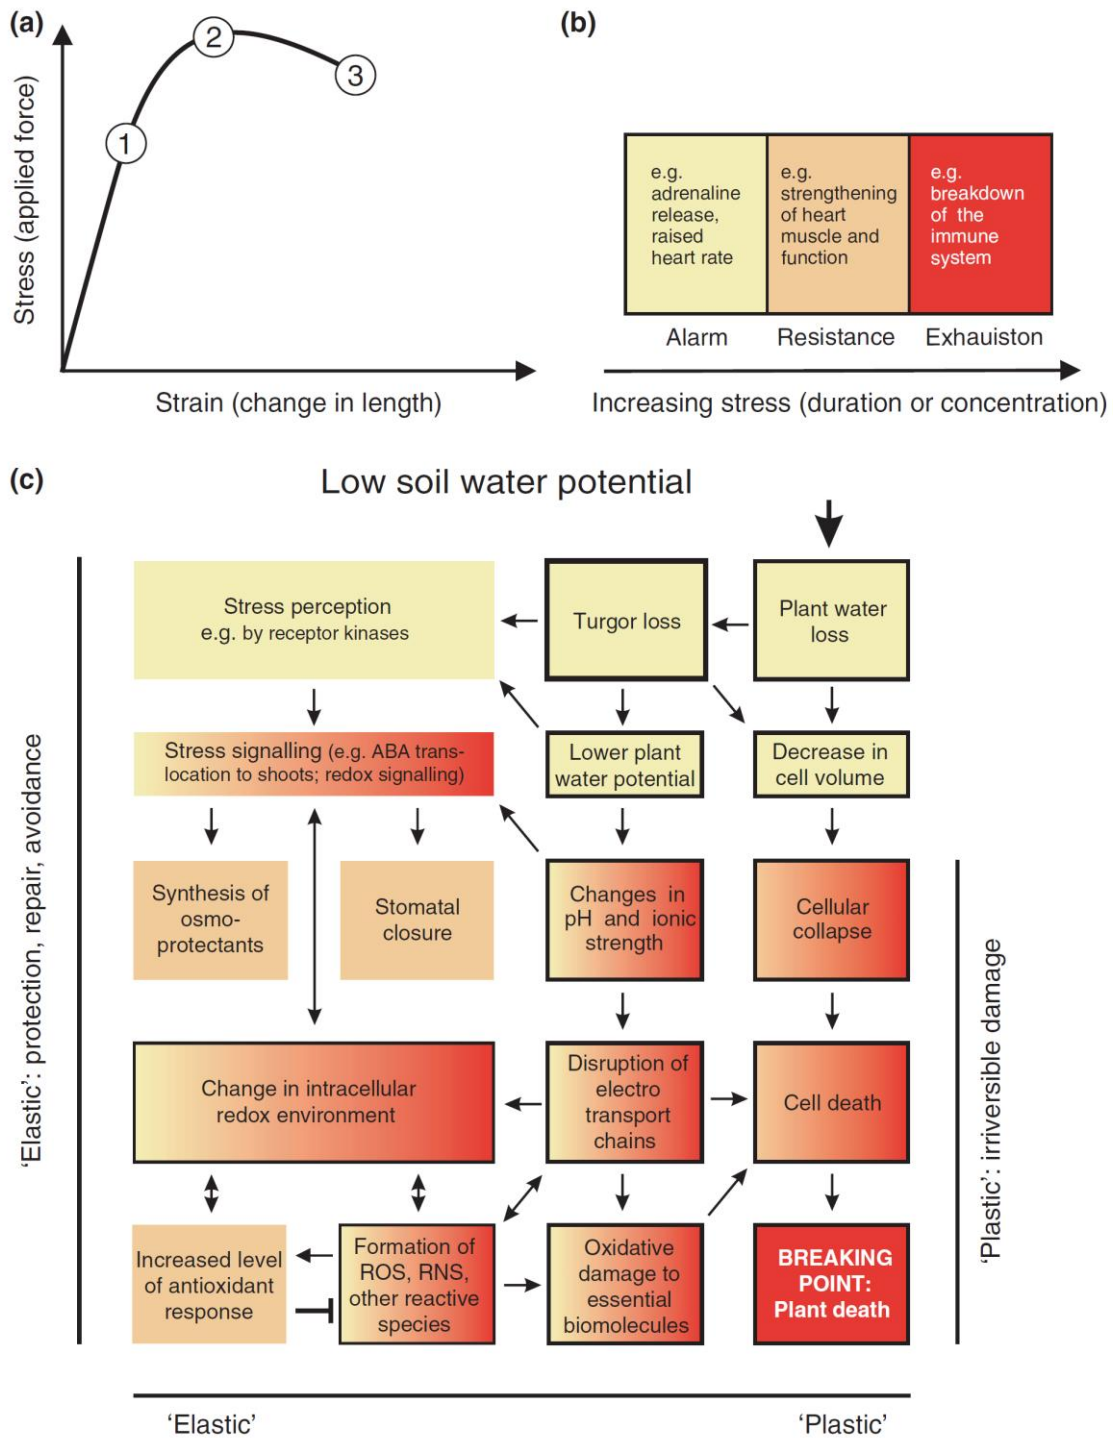 (a)
Stress (applied force)
1
2
3
Strain (change in length)
(b)
e.g.
adrenaline
release,
raised
heart rate
e.g.
strengthening
of heart
muscle and
function
e.g.
breakdown
of the
immune
system
Alarm
Resistance
Exhauiston
Increasing stress (duration or concentration)
(c)
Low soil water potential
'Elastic': protection, repair, avoidance
Stress perception
e.g. by receptor kinases
Turgor loss
Plant water
loss
Stress signalling (e.g. ABA trans-
location to shoots; redox signalling)
Lower plant
water potential
Decrease in
cell volume
Synthesis of
osmo-
protectants
Stomatal
closure
Changes in
pH and ionic
strength
Cellular
collapse
Change in intracellular
redox environment
Disruption of
electro
transport
chains
Cell death
Increased level
of antioxidant
response
Formation of
ROS, RNS,
other reactive
species
Oxidative
damage to
essential
biomolecules
BREAKING
POINT:
Plant death
'Plastic': irriversible damage
'Elastic'
'Plastic'